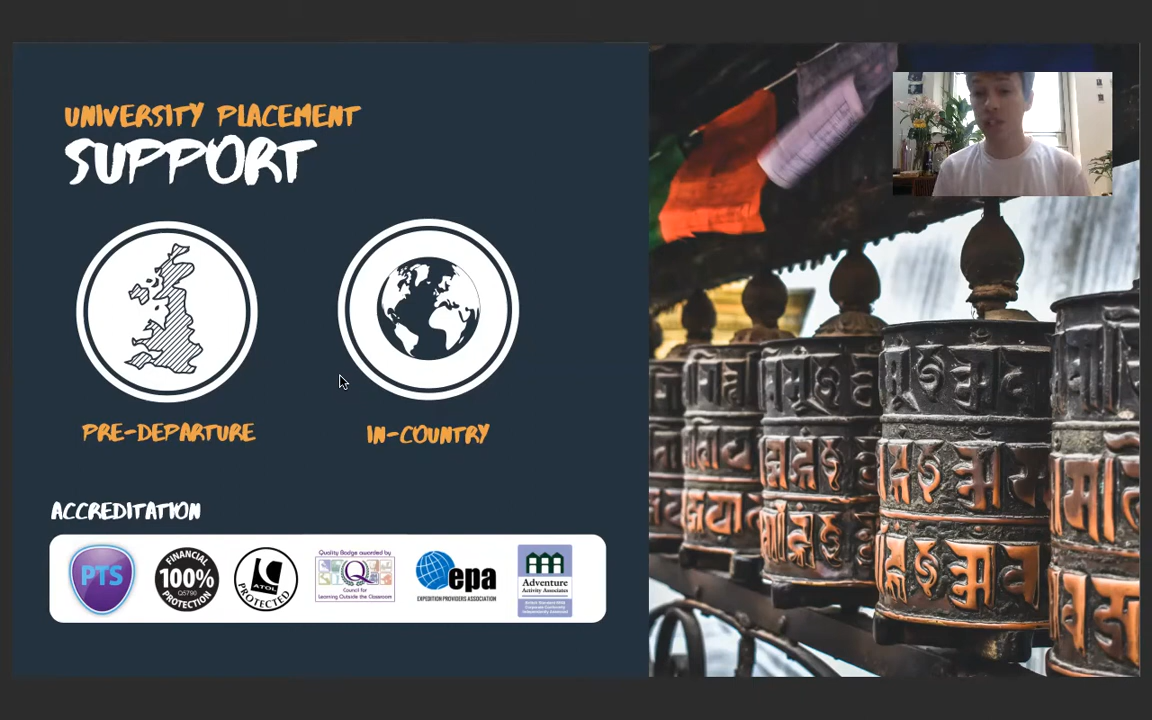 UNIVERSITY PLACEMENT
SUPPORT
PRE-DEPARTURE
IN-COUNTRY
ACCREDITATION
PTS
FINANCIAL
100%
Q5790
PROTECTION
ATOL
PROTECTED
Quality Badge awarded by
Q
Council for
Learning Outside the Classroom
epa
EXPEDITION PROVIDERS ASSOCIATION
Adventure
Activity Associates